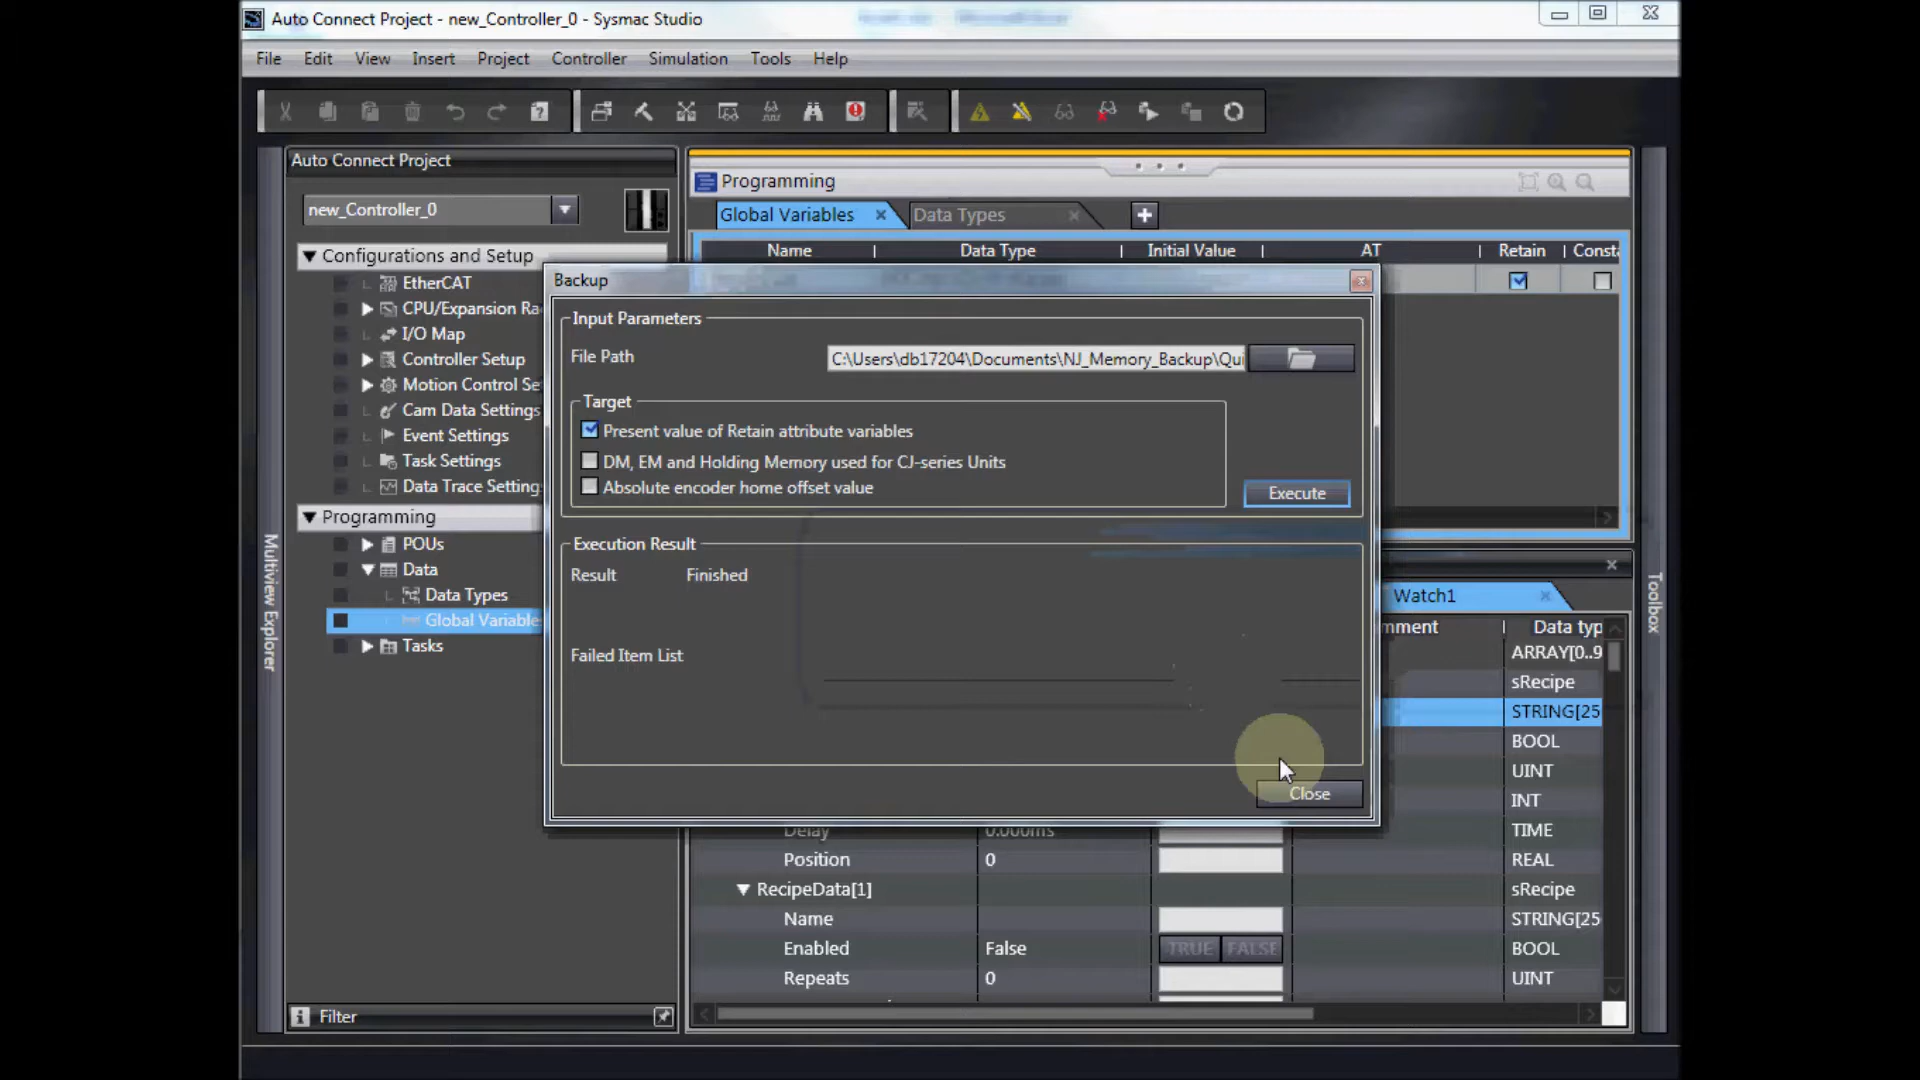 Auto Connect Project - new_Controller_0 - Sysmac Studio
File Edit View Insert Project Controller Simulation Tools Help
Multiview Explorer
Auto Connect Project
new_Controller_0
Configurations and Setup
EtherCAT
CPU/Expansion Ra
I/O Map
Controller Setup
Motion Control Se
Cam Data Settings
Event Settings
Task Settings
Data Trace Setting
Programming
POUs
Data
Data Types
Global Variable
Tasks
Filter
Programming
Global Variables Data Types
Name Data Type Initial Value AT Retain Consta
Backup
Input Parameters
File Path C:\Users\db17204\Documents\NJ_Memory_Backup\Qui
Target
Present value of Retain attribute variables
DM, EM and Holding Memory used for CJ-series Units
Absolute encoder home offset value
Execute
Execution Result
Result Finished
Failed Item List
Close
Watch1
mment Data typ
ARRAY[0..9
sRecipe
STRING[25
BOOL
UINT
INT
Delay 0.000ms TIME
Position 0 REAL
RecipeData[1] sRecipe
Name STRING[25
Enabled False TRUE FALSE BOOL
Repeats 0 UINT
Toolbox